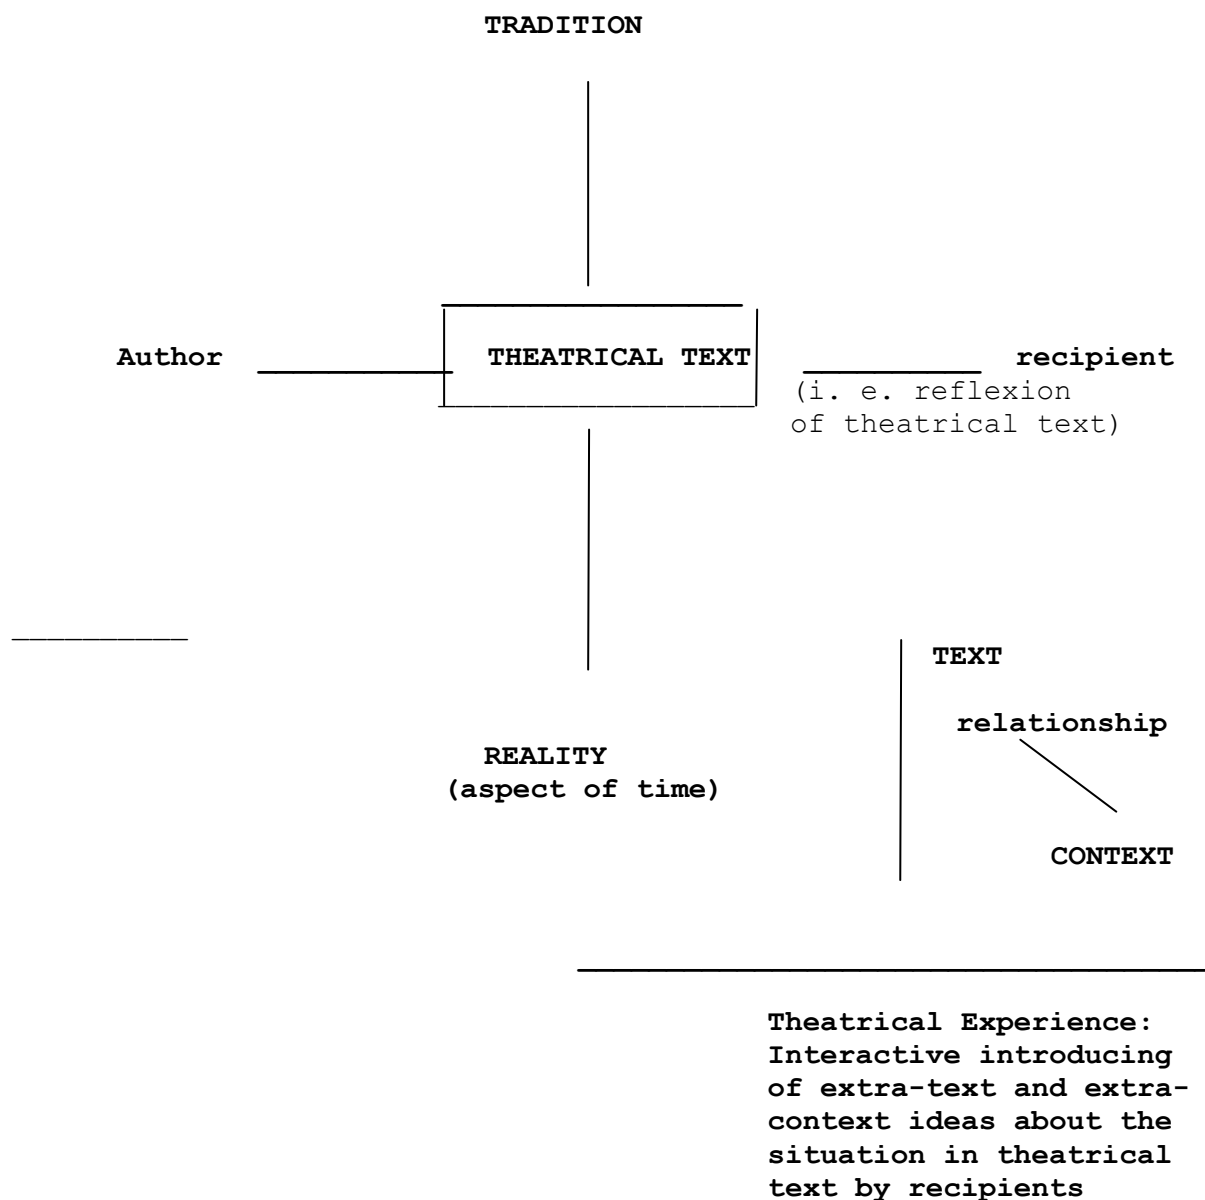 TRADITION
Author THEATRICAL TEXT recipient
(i. e. reflexion
of theatrical text)
TEXT
relationship
REALITY
(aspect of time)
CONTEXT
Theatrical Experience:
Interactive introducing
of extra-text and extra-
context ideas about the
situation in theatrical
text by recipients